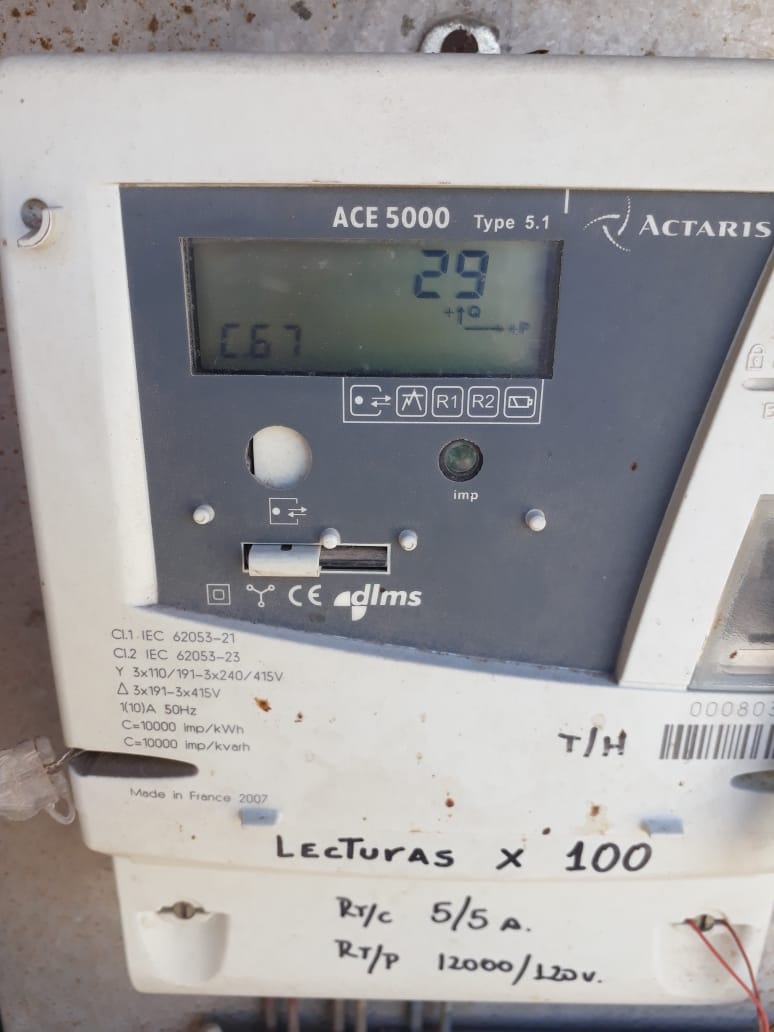 ACE 5000 Type 5.1 ACTARIS
29
+Q
+P
C.67
R1 R2
imp
CE dlms
Cl.1 IEC 62053-21
Cl.2 IEC 62053-23
Y 3x110/191-3x240/415V
Δ 3x191-3x415V
1(10)A 50Hz
C=10000 imp/kWh
C=10000 imp/kvarh
000803
T/H
Made in France 2007
LECTURAS X 100
RT/C 5/5 A.
RT/P 12000/120V.